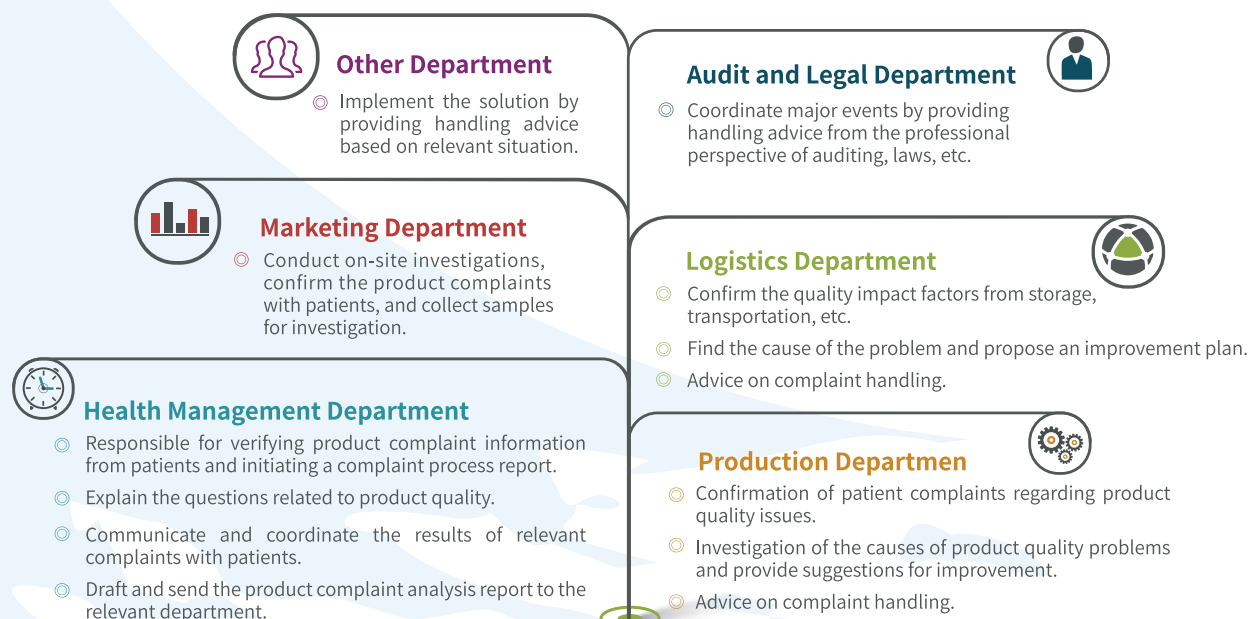 Other Department
Implement the solution by
providing handling advice
based on relevant situation.
Audit and Legal Department
Coordinate major events by providing
handling advice from the professional
perspective of auditing, laws, etc.
Marketing Department
Conduct on-site investigations,
confirm the product complaints
with patients, and collect samples
for investigation.
Logistics Department
Confirm the quality impact factors from storage,
transportation, etc.
Find the cause of the problem and propose an improvement plan.
Advice on complaint handling.
Health Management Department
Responsible for verifying product complaint information
from patients and initiating a complaint process report.
Explain the questions related to product quality.
Communicate and coordinate the results of relevant
complaints with patients.
Draft and send the product complaint analysis report to the
relevant department.
Production Departmen
Confirmation of patient complaints regarding product
quality issues.
Investigation of the causes of product quality problems
and provide suggestions for improvement.
Advice on complaint handling.